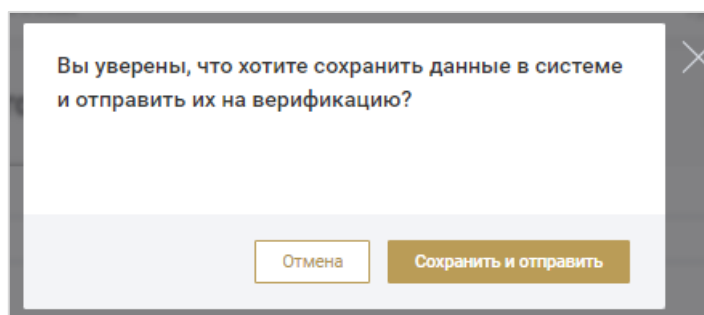 Вы уверены, что хотите сохранить данные в системе
и отправить их на верификацию?
Отмена
Сохранить и отправить